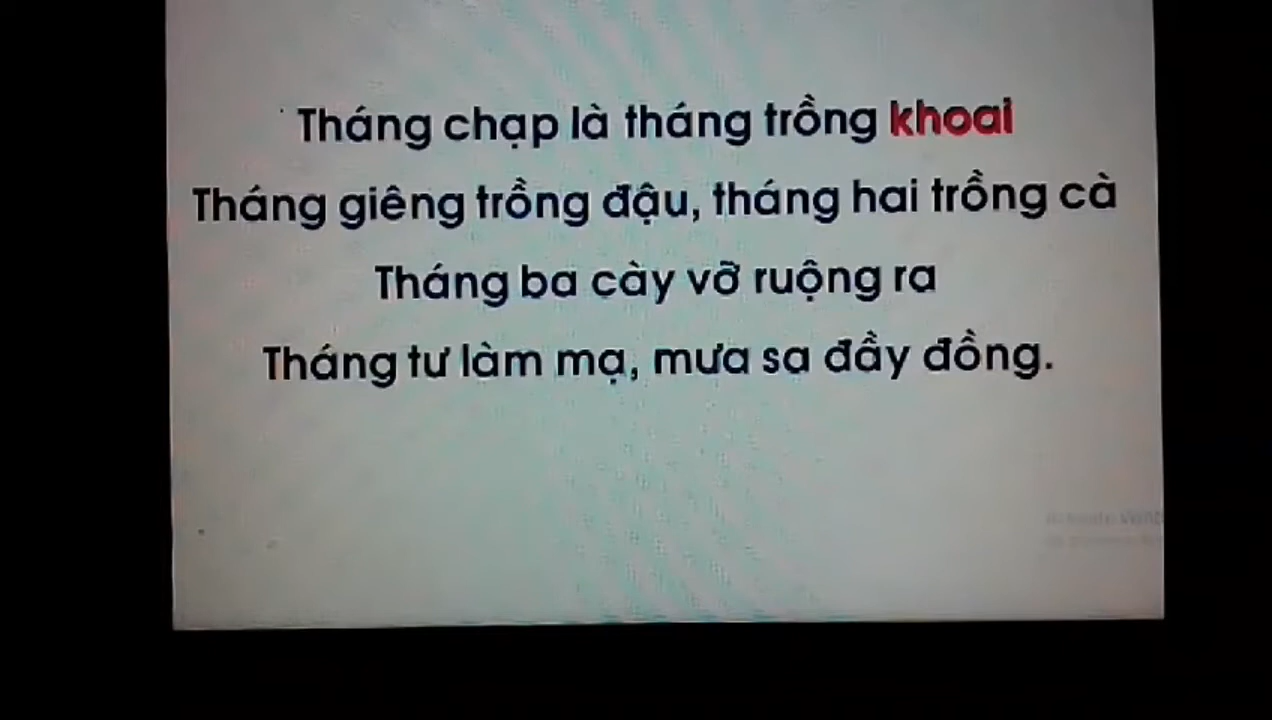 Tháng chạp là tháng trồng khoai
Tháng giêng trồng đậu, tháng hai trồng cà
Tháng ba cày vỡ ruộng ra
Tháng tư làm mạ, mưa sa đầy đồng.